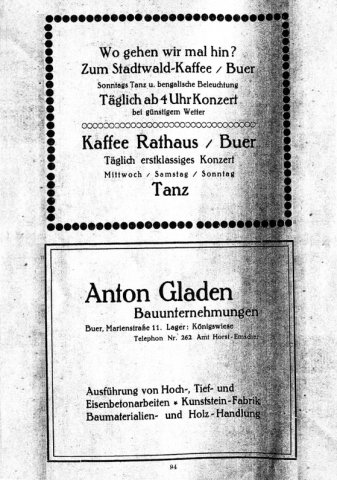 Wo gehen wir mal hin?
Zum Stadtwald-Kaffee / Buer
Sonntags Tanz u. bengalische Beleuchtung
Täglich ab 4 Uhr Konzert
bei günstigem Wetter
Kaffee Rathaus / Buer
Täglich erstklassiges Konzert
Mittwoch / Samstag / Sonntag
Tanz
Anton Gladen
Bauunternehmungen
Buer, Marienstraße 11. Lager: Königswiese
Telephon Nr. 262 Amt Horst-Emscher
Ausführung von Hoch-, Tief- und
Eisenbetonarbeiten * Kunststein-Fabrik
Baumaterialien- und Holz-Handlung
94